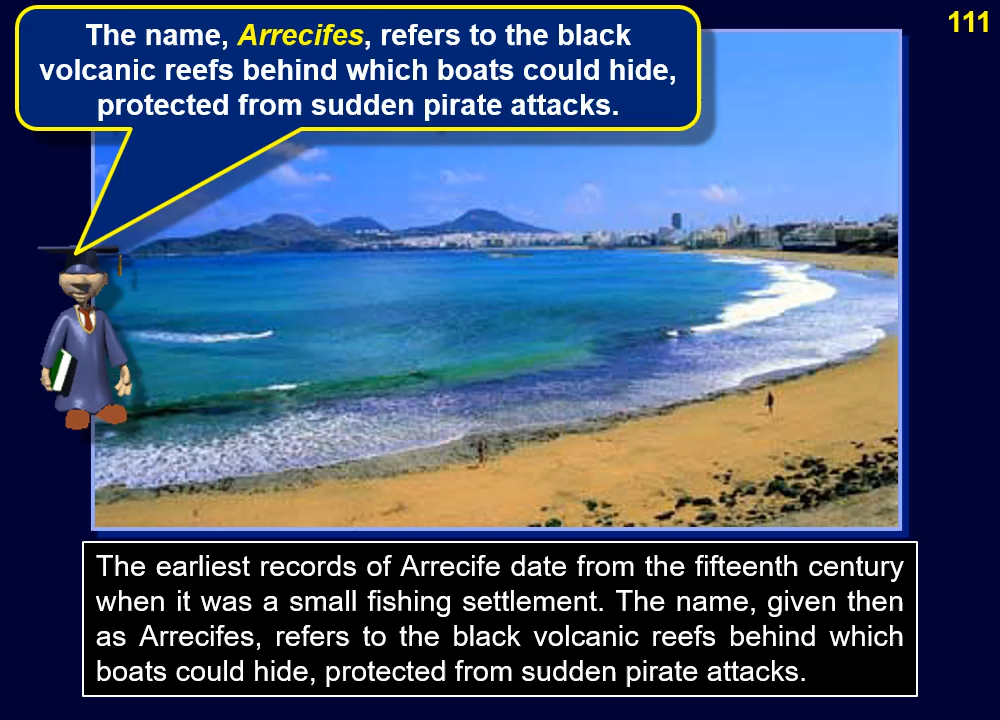 111
The name, Arrecifes, refers to the black
volcanic reefs behind which boats could hide,
protected from sudden pirate attacks.
The earliest records of Arrecife date from the fifteenth century
when it was a small fishing settlement. The name, given then
as Arrecifes, refers to the black volcanic reefs behind which
boats could hide, protected from sudden pirate attacks.